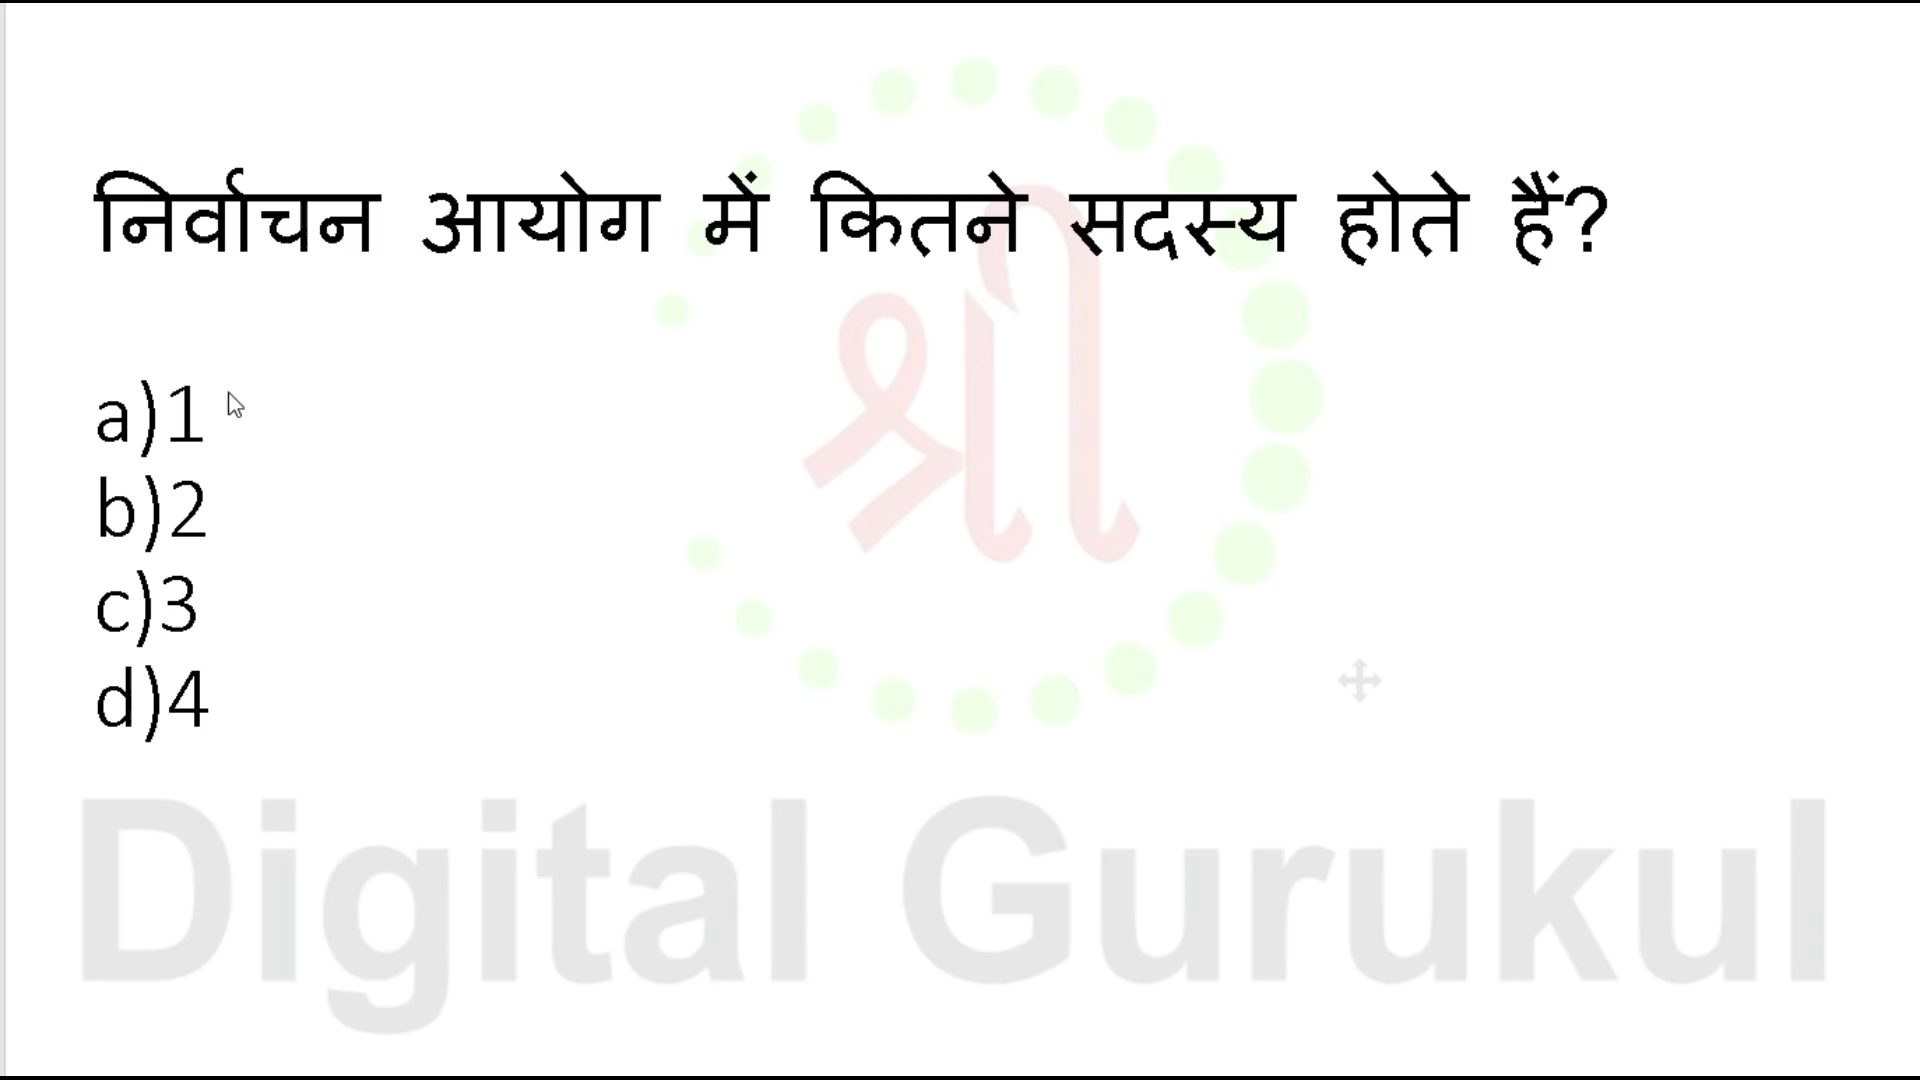 निर्वाचन आयोग में कितने सदस्य होते हैं?
a)1
b)2
c)3
d)4
श्री
Digital Gurukul